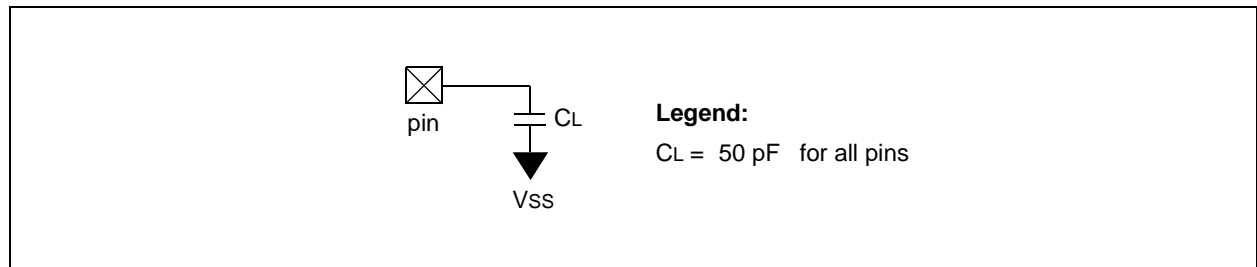 pin
CL
VSS
Legend:
CL = 50 pF for all pins